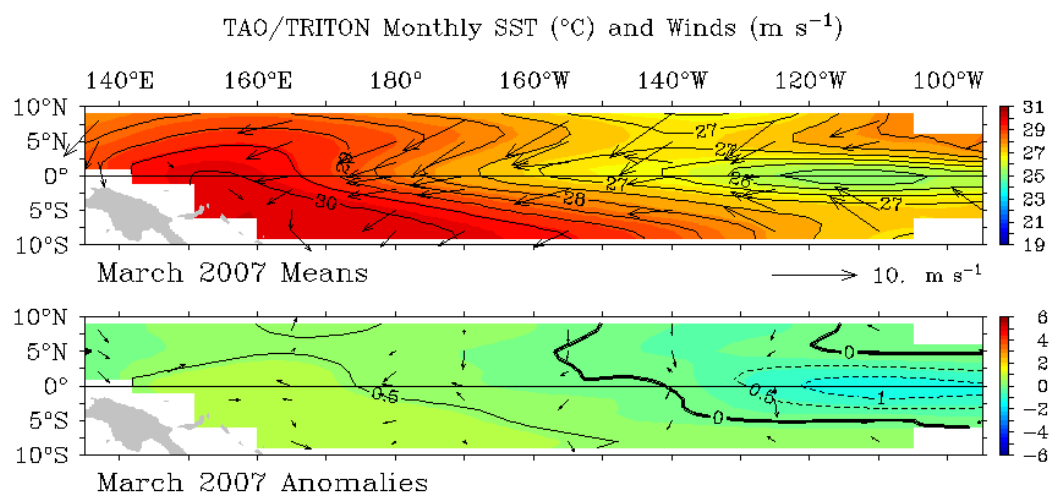 TAO/TRITON Monthly SST (°C) and Winds (m s⁻¹)
140°E 160°E 180° 160°W 140°W 120°W 100°W
10°N
5°N
0°
5°S
10°S
29
30
28
27
27
27
26
27
31
29
27
25
23
21
19
March 2007 Means
10. m s⁻¹
10°N
5°N
0°
5°S
10°S
0.5
0
0.5
1
0
6
4
2
0
-2
-4
-6
March 2007 Anomalies